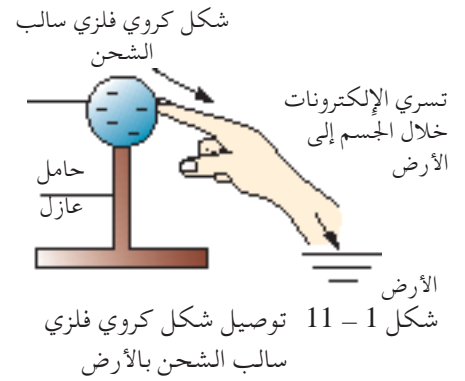 شكل كروي فلزي سالب
الشحن
تسري الإلكترونات
خلال الجسم إلى
الأرض
حامل
عازل
الأرض
شكل 1 – 11 توصيل شكل كروي فلزي
سالب الشحن بالأرض